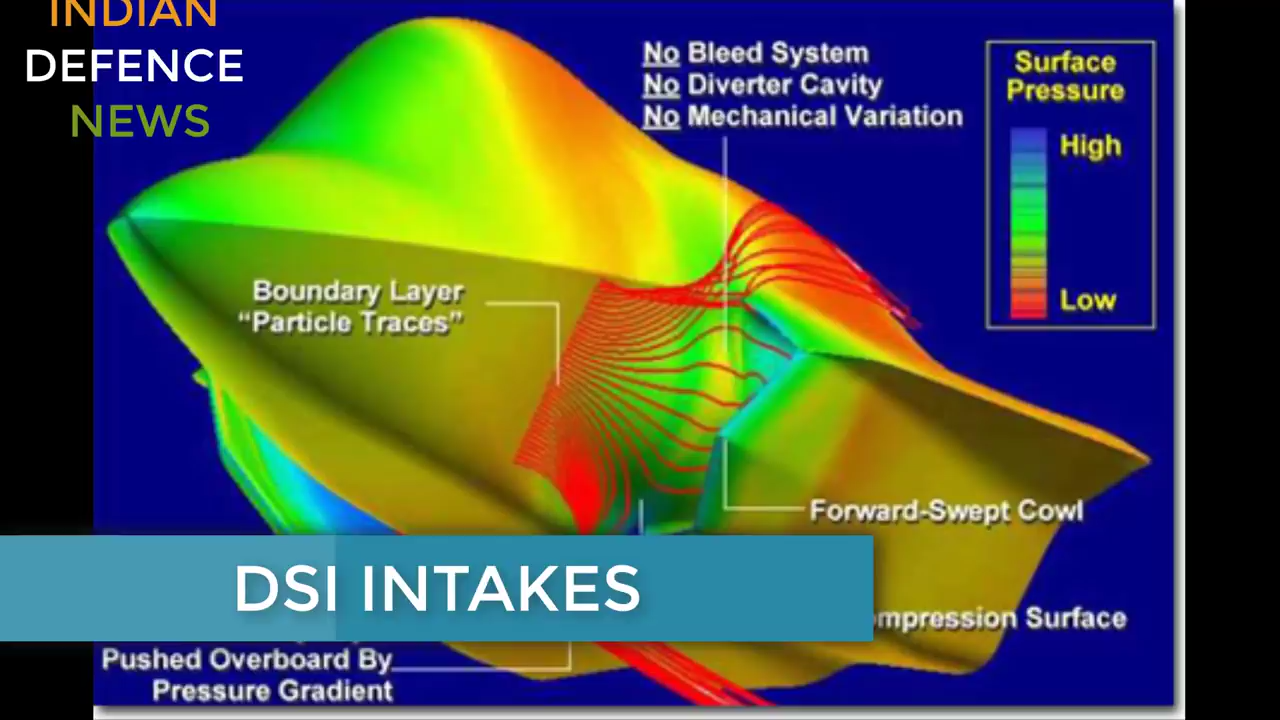 INDIAN
DEFENCE
NEWS
No Bleed System
No Diverter Cavity
No Mechanical Variation
Surface
Pressure
High
Low
Boundary Layer
“Particle Traces”
Forward-Swept Cowl
DSI INTAKES
Surface
Pushed Overboard By
Pressure Gradient